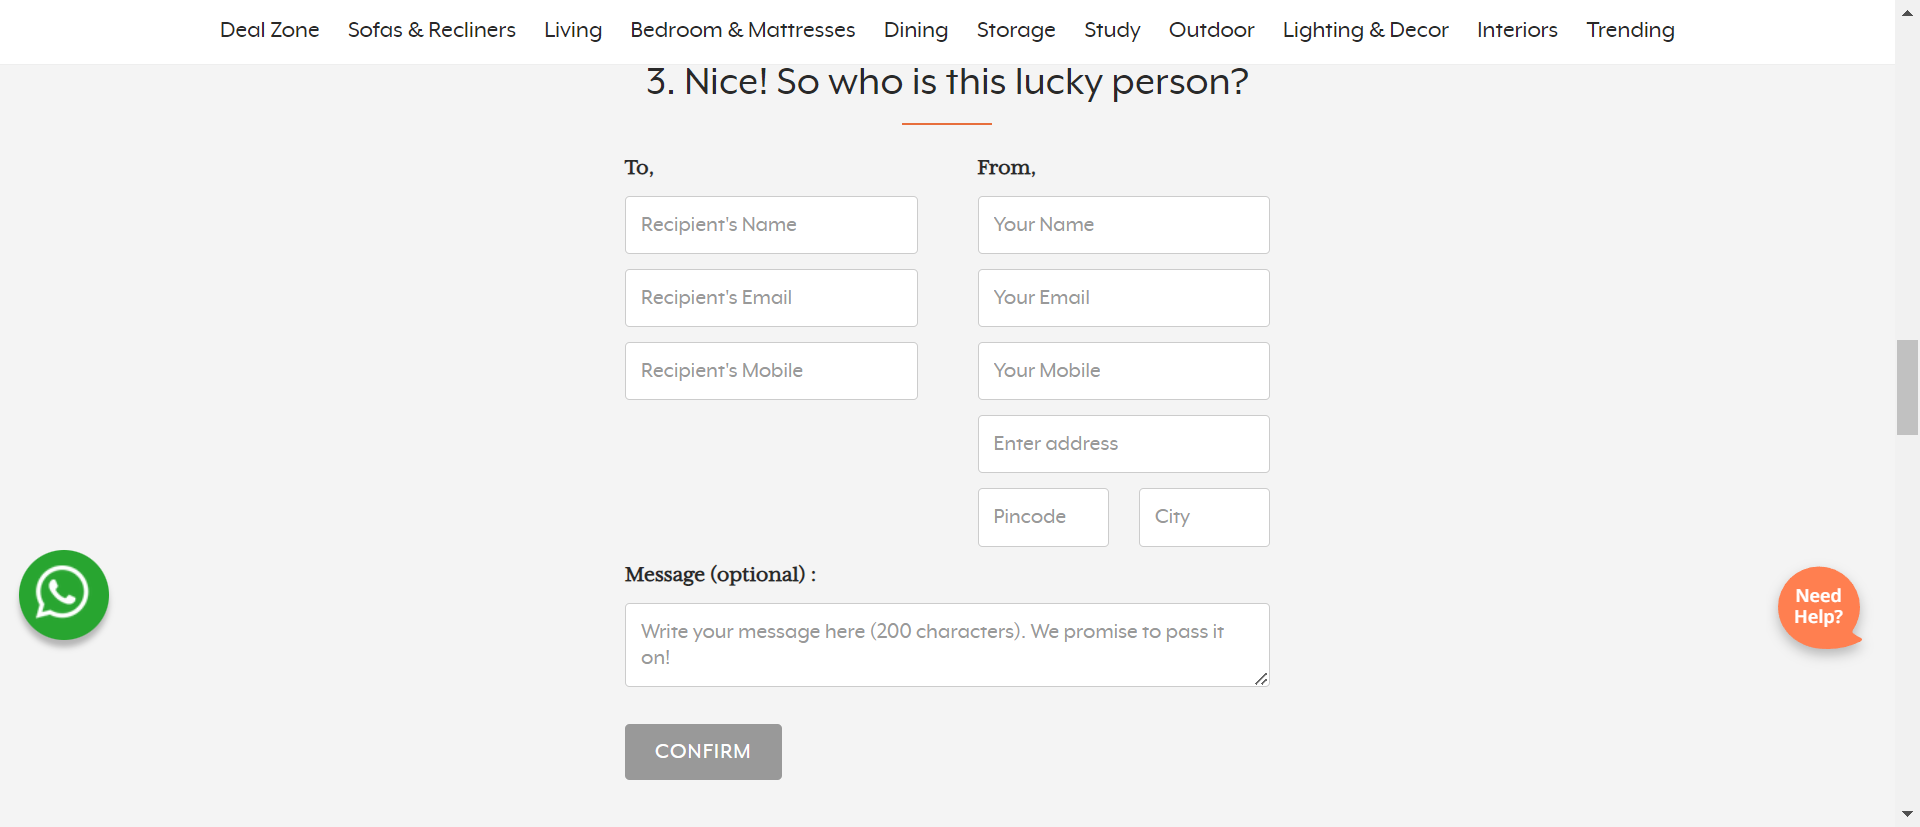 Deal Zone Sofas & Recliners Living Bedroom & Mattresses Dining Storage Study Outdoor Lighting & Decor Interiors Trending
3. Nice! So who is this lucky person?
To,
From,
Recipient's Name
Your Name
Recipient's Email
Your Email
Recipient's Mobile
Your Mobile
Enter address
Pincode
City
Message (optional) :
Write your message here (200 characters). We promise to pass it
on!
Need
Help?
CONFIRM